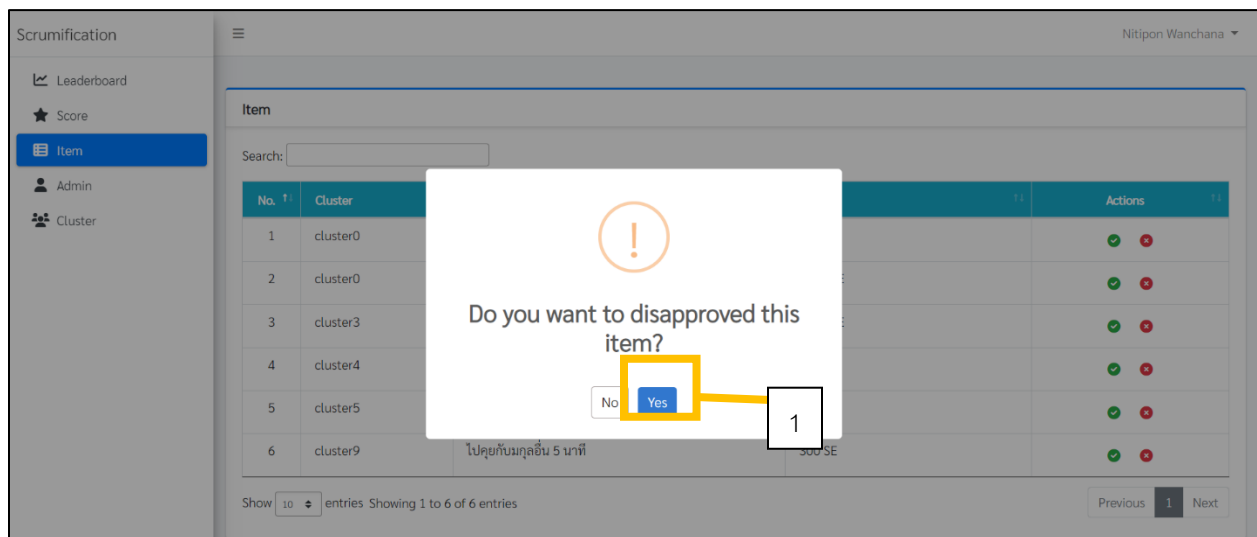 Scrumification
Nitipon Wanchana
Leaderboard
Score
Item
Admin
Cluster
Item
Search:
No. Cluster Actions
1 cluster0
2 cluster0
3 cluster3
4 cluster4
5 cluster5
6 cluster9 ไปคุยกับมกุลอื่น 5 นาที 300 SE
Do you want to disapproved this
item?
No Yes
1
Show 10 entries Showing 1 to 6 of 6 entries
Previous 1 Next